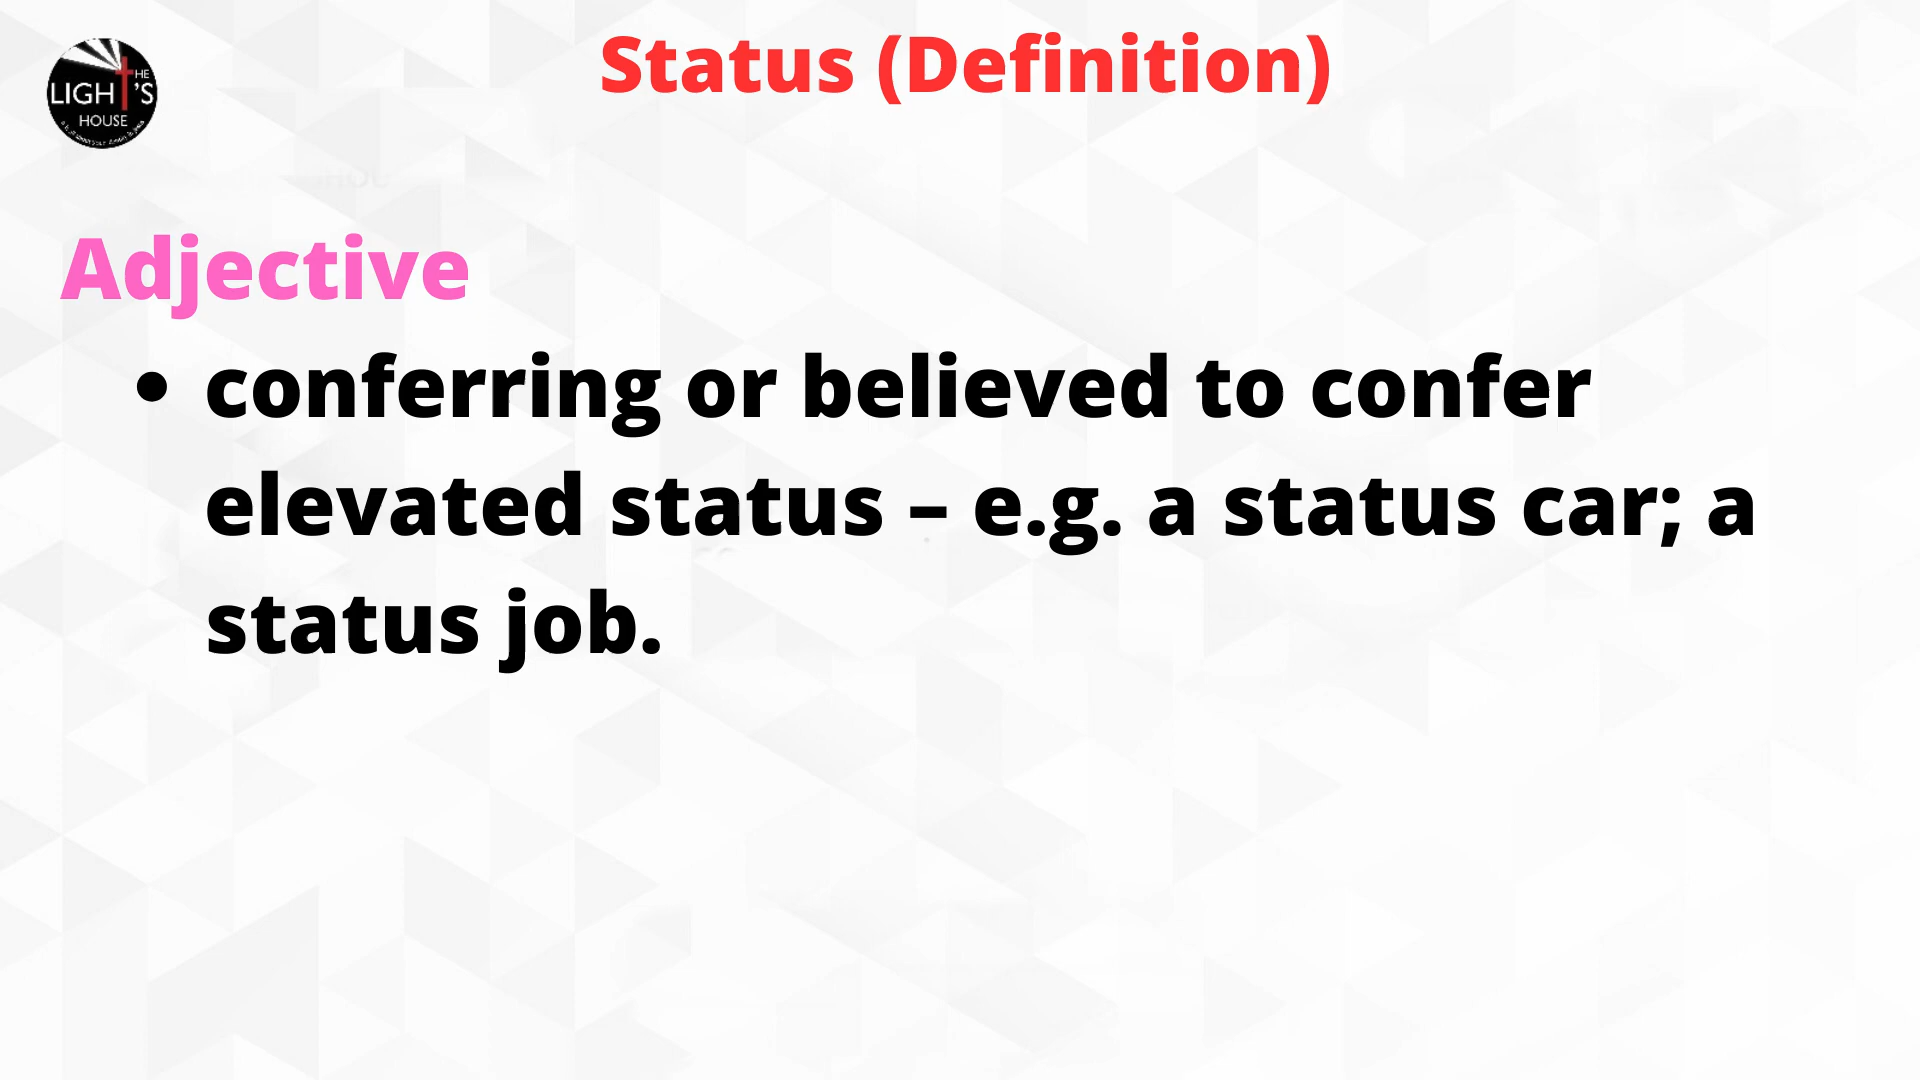 Status (Definition)
THE
LIGHT'S
HOUSE
Adjective
• conferring or believed to confer
elevated status – e.g. a status car; a
status job.